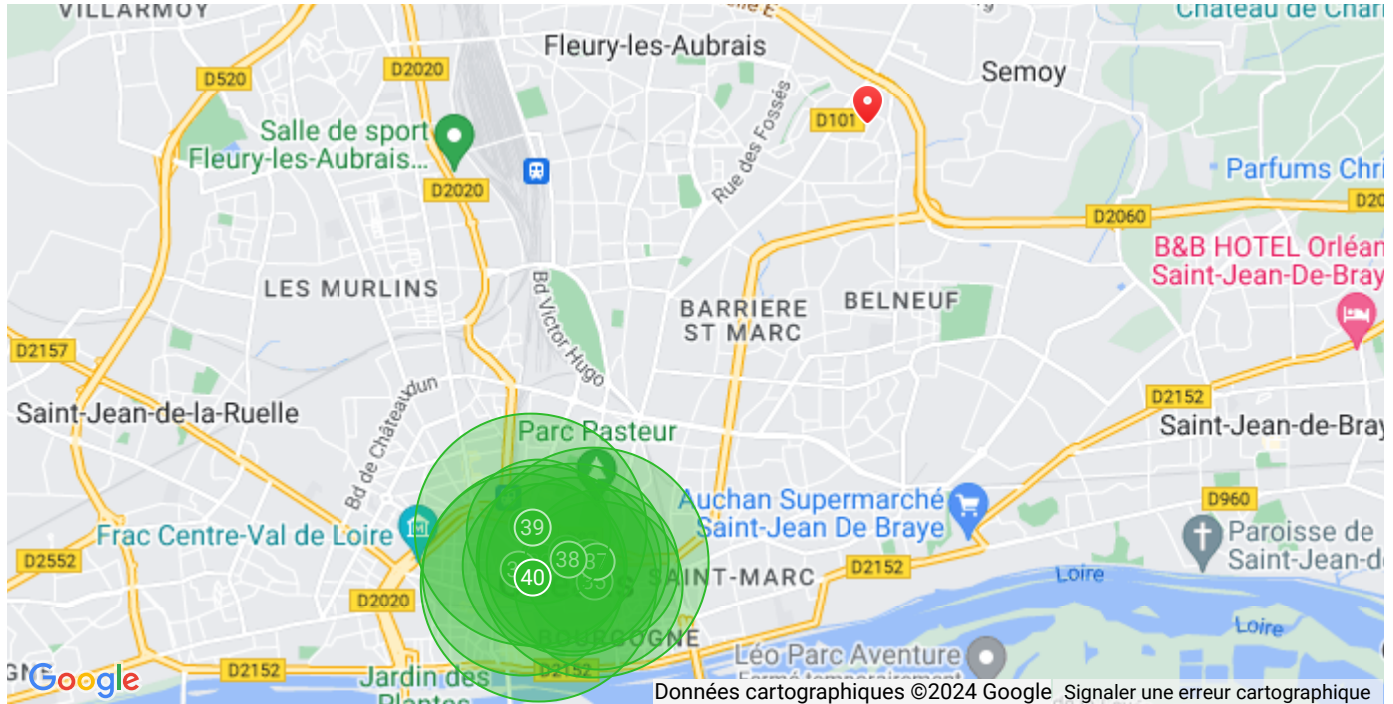 VILLARMOY
Château de Char
D2020
Fleury-les-Aubrais
Semoy
D520
D101
Salle de sport
Fleury-les-Aubrais...
Rue des Fossés
Parfums Chri
D2020
D20
D2060
B&B HOTEL Orléan
Saint-Jean-De-Bray
LES MURLINS
Bd Victor Hugo
BARRIERE
ST MARC
BELNEUF
D2157
D2152
Saint-Jean-de-la-Ruelle
Bd de Châteaudun
Parc Pasteur
Saint-Jean-de-Bray
Auchan Supermarché
Saint-Jean De Braye
D960
39
Frac Centre-Val de Loire
Paroisse de
Saint-Jean-d
D2552
38
37
40
SAINT-MARC
D2152
Loire
D2020
Loire
BOURGOGNE
Léo Parc Aventure
Fermé temporairement
D2152
D2152
Jardin des
Plantes
Google
Données cartographiques ©2024 Google
Signaler une erreur cartographique